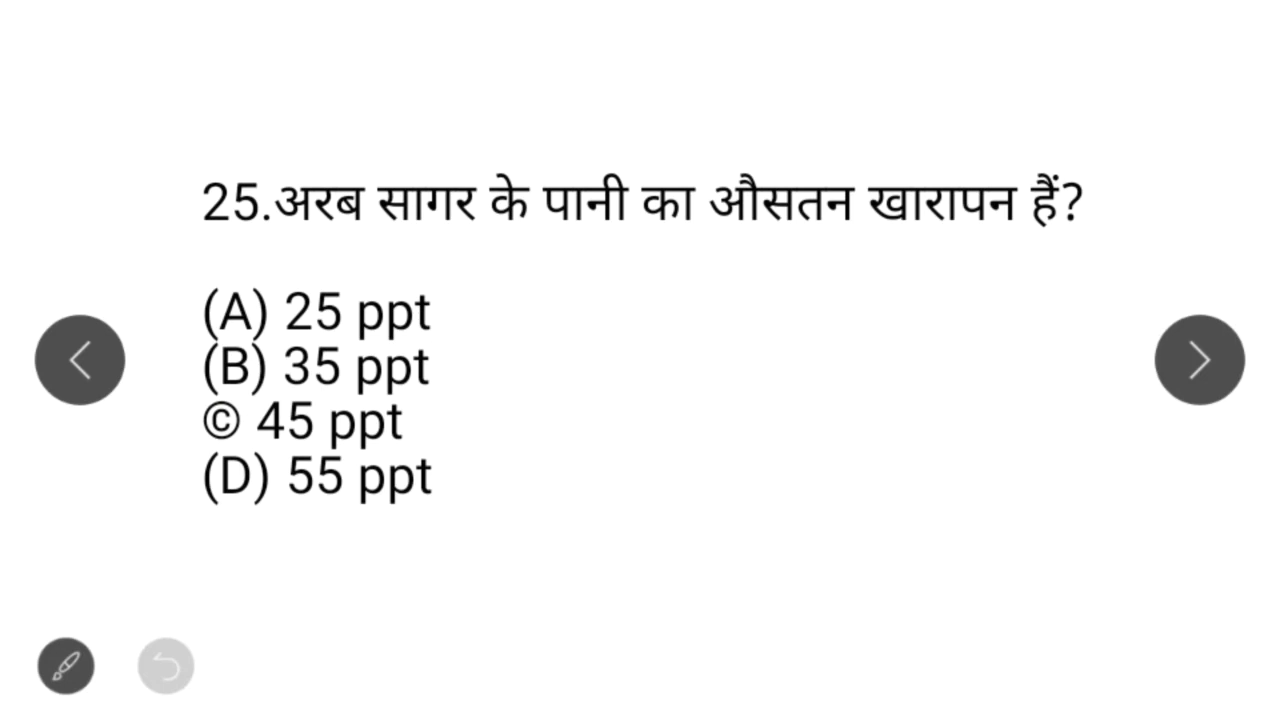 25.अरब सागर के पानी का औसतन खारापन हैं?
(A) 25 ppt
(B) 35 ppt
© 45 ppt
(D) 55 ppt